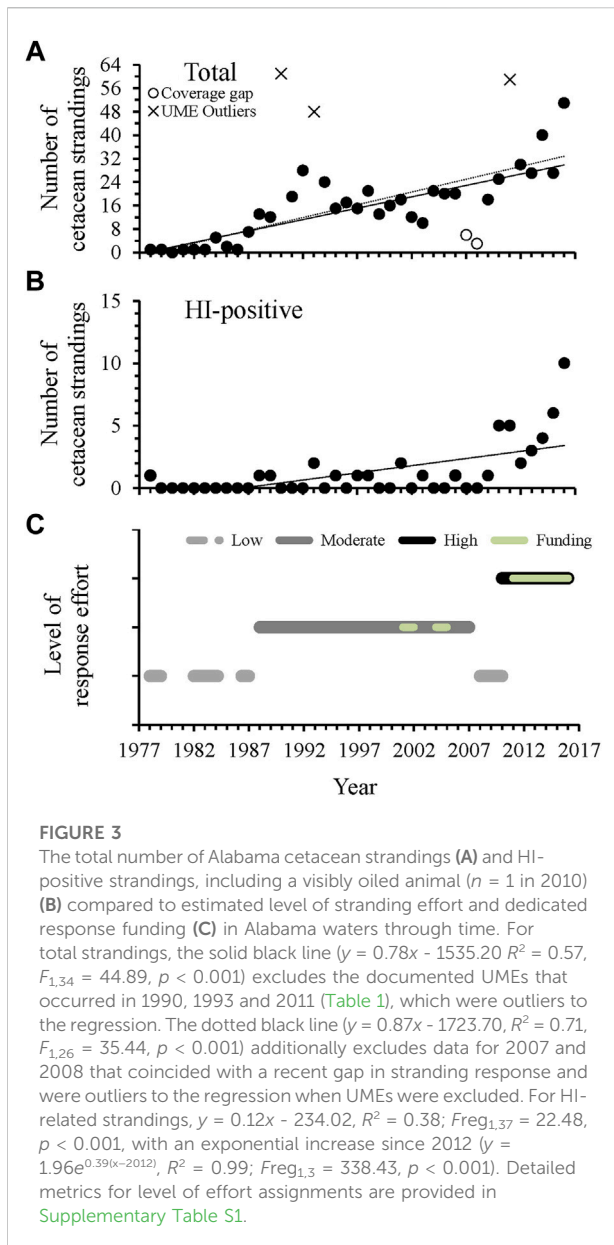 A
Total
Coverage gap
UME Outliers
Number of
cetacean strandings
64
56
48
40
32
24
16
8
0
B
HI-positive
Number of
cetacean strandings
15
10
5
0
C
Low Moderate High Funding
Level of
response effort
1977 1982 1987 1992 1997 2002 2007 2012 2017
Year
FIGURE 3
The total number of Alabama cetacean strandings (A) and HI-
positive strandings, including a visibly oiled animal (n = 1 in 2010)
(B) compared to estimated level of stranding effort and dedicated
response funding (C) in Alabama waters through time. For
total strandings, the solid black line (y = 0.78x - 1535.20 R² = 0.57,
F₁,₃₄ = 44.89, p < 0.001) excludes the documented UMEs that
occurred in 1990, 1993 and 2011 (Table 1), which were outliers to
the regression. The dotted black line (y = 0.87x - 1723.70, R² = 0.71,
F₁,₂₆ = 35.44, p < 0.001) additionally excludes data for 2007 and
2008 that coincided with a recent gap in stranding response and
were outliers to the regression when UMEs were excluded. For HI-
related strandings, y = 0.12x - 234.02, R² = 0.38; Freg₁,₃₇ = 22.48,
p < 0.001, with an exponential increase since 2012 (y =
1.96e^0.39(x–2012), R² = 0.99; Freg₁,₃ = 338.43, p < 0.001). Detailed
metrics for level of effort assignments are provided in
Supplementary Table S1.